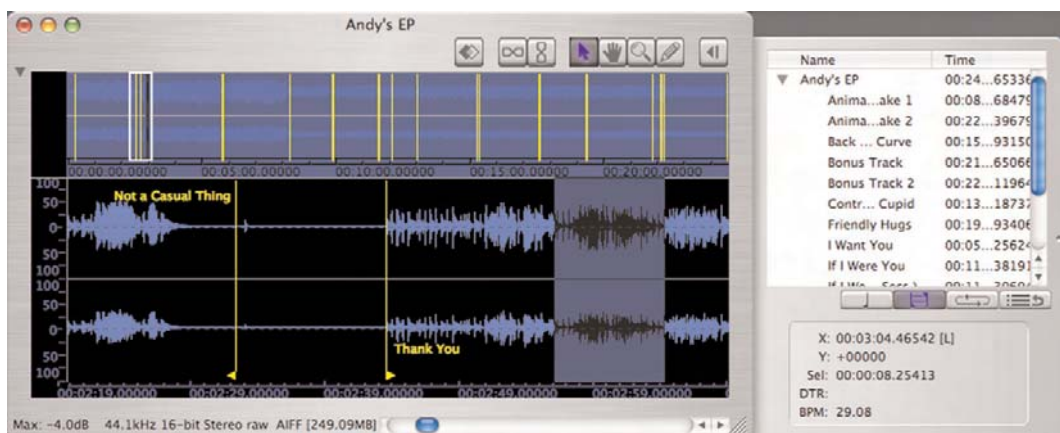 Andy's EP
00:00:00.00000 00:05:00.00000 00:10:00.00000 00:15:00.00000 00:20:00.00000
100
50
0
50
100
100
50
0
50
100
Not a Casual Thing
Thank You
00:02:19.00000 00:02:29.00000 00:02:39.00000 00:02:49.00000 00:02:59.00000
Max: -4.0dB 44.1kHz 16-bit Stereo raw AIFF [249.09MB]
Name Time
Andy's EP 00:24...65336
Anima...ake 1 00:08...68479
Anima...ake 2 00:22...39679
Back ... Curve 00:15...93150
Bonus Track 00:21...65066
Bonus Track 2 00:22...11964
Contr... Cupid 00:13...18737
Friendly Hugs 00:19...93406
I Want You 00:05...25624
If I Were You 00:11...38191
X: 00:03:04.46542 [L]
Y: +00000
Sel: 00:00:08.25413
DTR:
BPM: 29.08